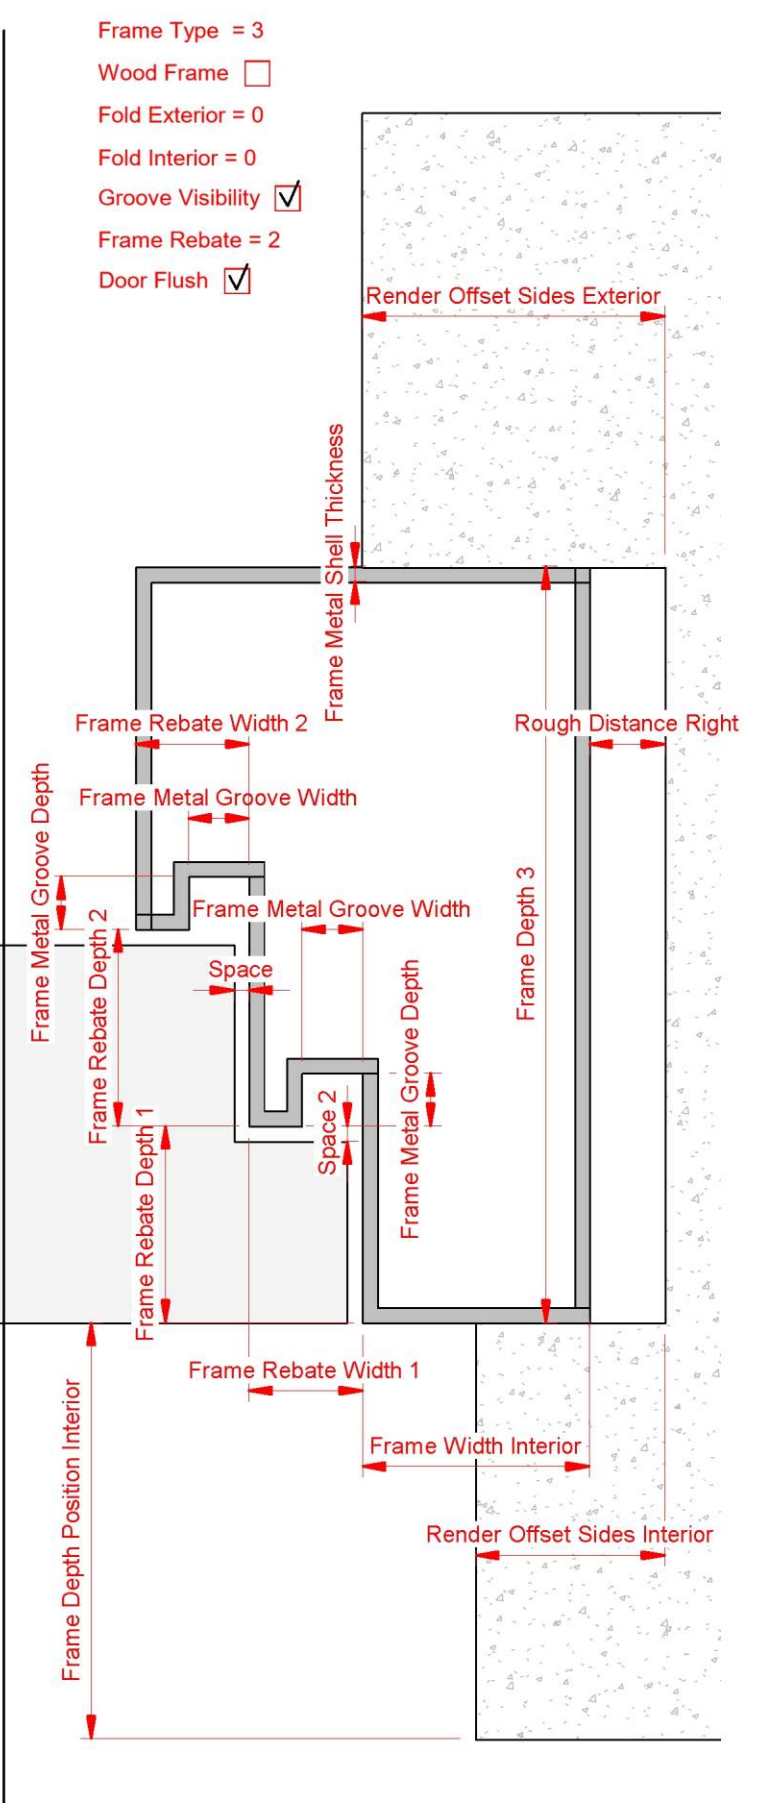 Frame Type = 3
Wood Frame
Fold Exterior = 0
Fold Interior = 0
Groove Visibility
Frame Rebate = 2
Door Flush
Render Offset Sides Exterior
Frame Metal Shell Thickness
Frame Rebate Width 2
Rough Distance Right
Frame Metal Groove Width
Frame Metal Groove Depth
Frame Metal Groove Width
Frame Depth 3
Frame Rebate Depth 2
Space
Frame Metal Groove Depth
Space 2
Frame Rebate Depth 1
Frame Rebate Width 1
Frame Width Interior
Frame Depth Position Interior
Render Offset Sides Interior